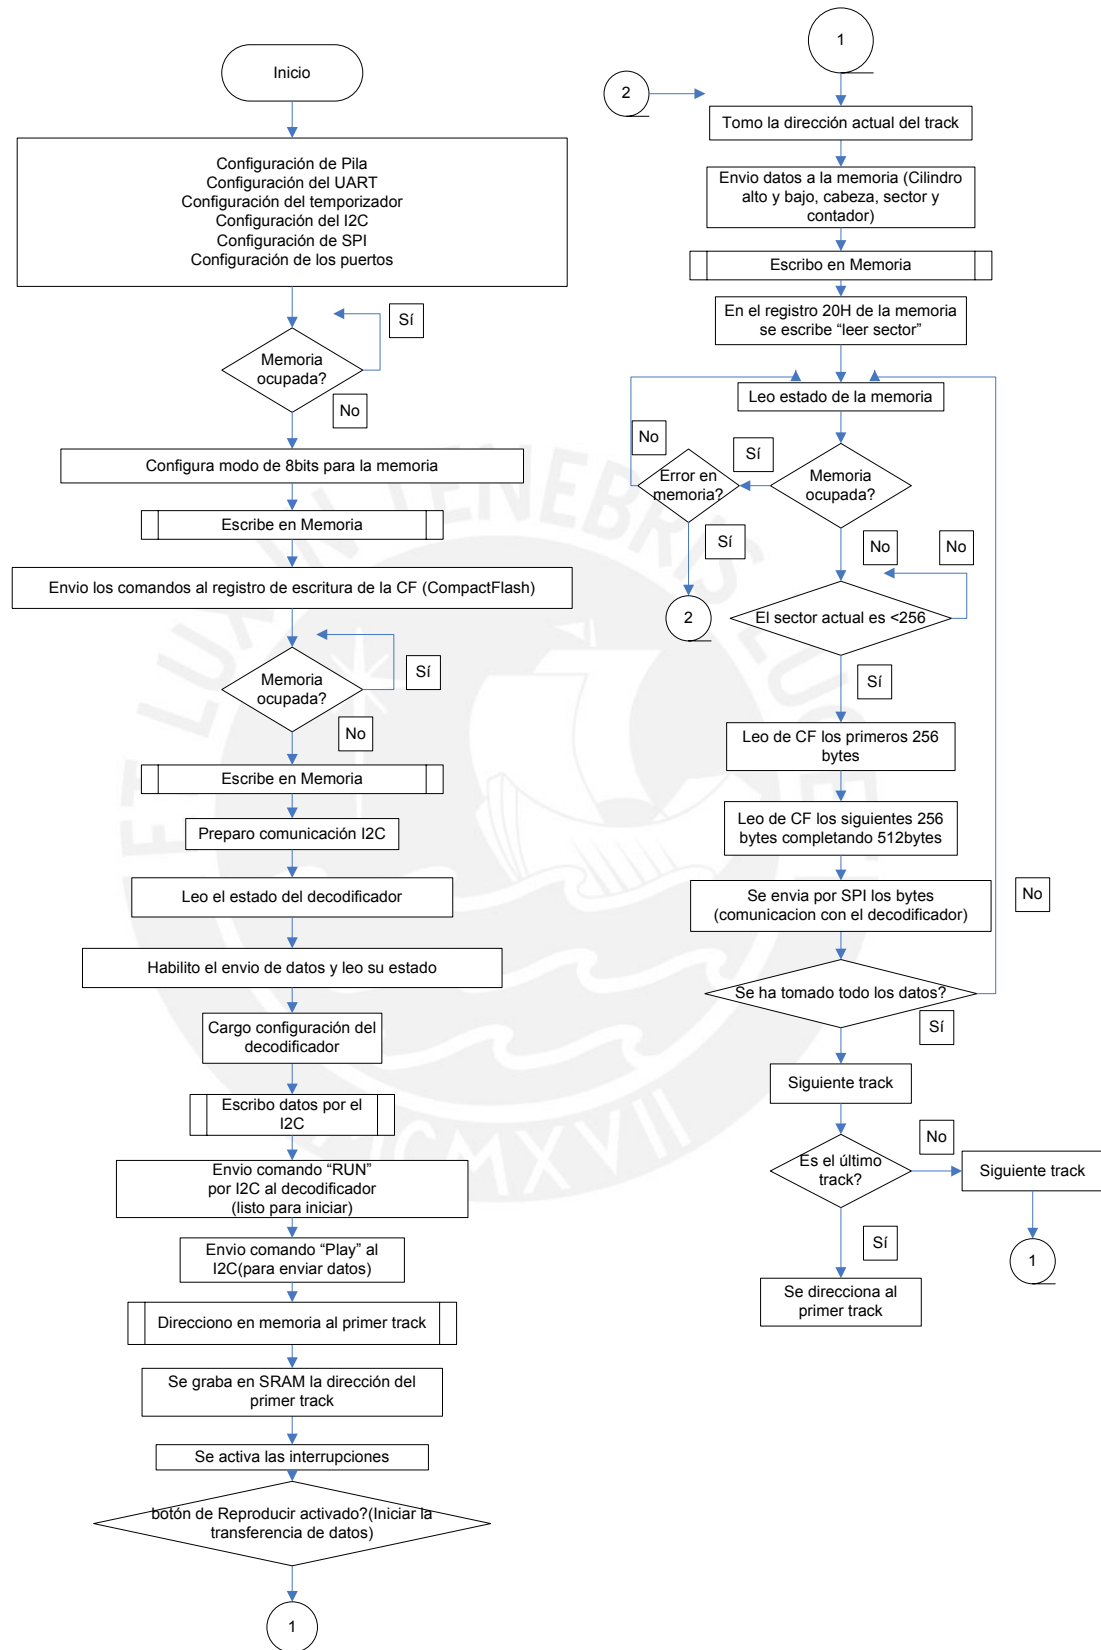 Inicio
Configuración de Pila
Configuración del UART
Configuración del temporizador
Configuración del I2C
Configuración de SPI
Configuración de los puertos
Sí
Memoria
ocupada?
No
Configura modo de 8bits para la memoria
Escribe en Memoria
Envio los comandos al registro de escritura de la CF (CompactFlash)
Sí
Memoria
ocupada?
No
Escribe en Memoria
Preparo comunicación I2C
Leo el estado del decodificador
Habilito el envio de datos y leo su estado
Cargo configuración del
decodificador
Escribo datos por el
I2C
Envio comando “RUN”
por I2C al decodificador
(listo para iniciar)
Envio comando “Play” al
I2C(para enviar datos)
Direcciono en memoria al primer track
Se graba en SRAM la dirección del
primer track
Se activa las interrupciones
botón de Reproducir activado?(Iniciar la
transferencia de datos)
1
1
2
Tomo la dirección actual del track
Envio datos a la memoria (Cilindro
alto y bajo, cabeza, sector y
contador)
Escribo en Memoria
En el registro 20H de la memoria
se escribe “leer sector”
Leo estado de la memoria
No
Sí
Error en
memoria?
Memoria
ocupada?
Sí
No
No
2
El sector actual es <256
Sí
Leo de CF los primeros 256
bytes
Leo de CF los siguientes 256
bytes completando 512bytes
Se envia por SPI los bytes
(comunicacion con el decodificador)
No
Se ha tomado todo los datos?
Sí
Siguiente track
No
Es el último
track?
Siguiente track
Sí
1
Se direcciona al
primer track
ET LUX IN TENEBRIS LUCET
MCMXVII